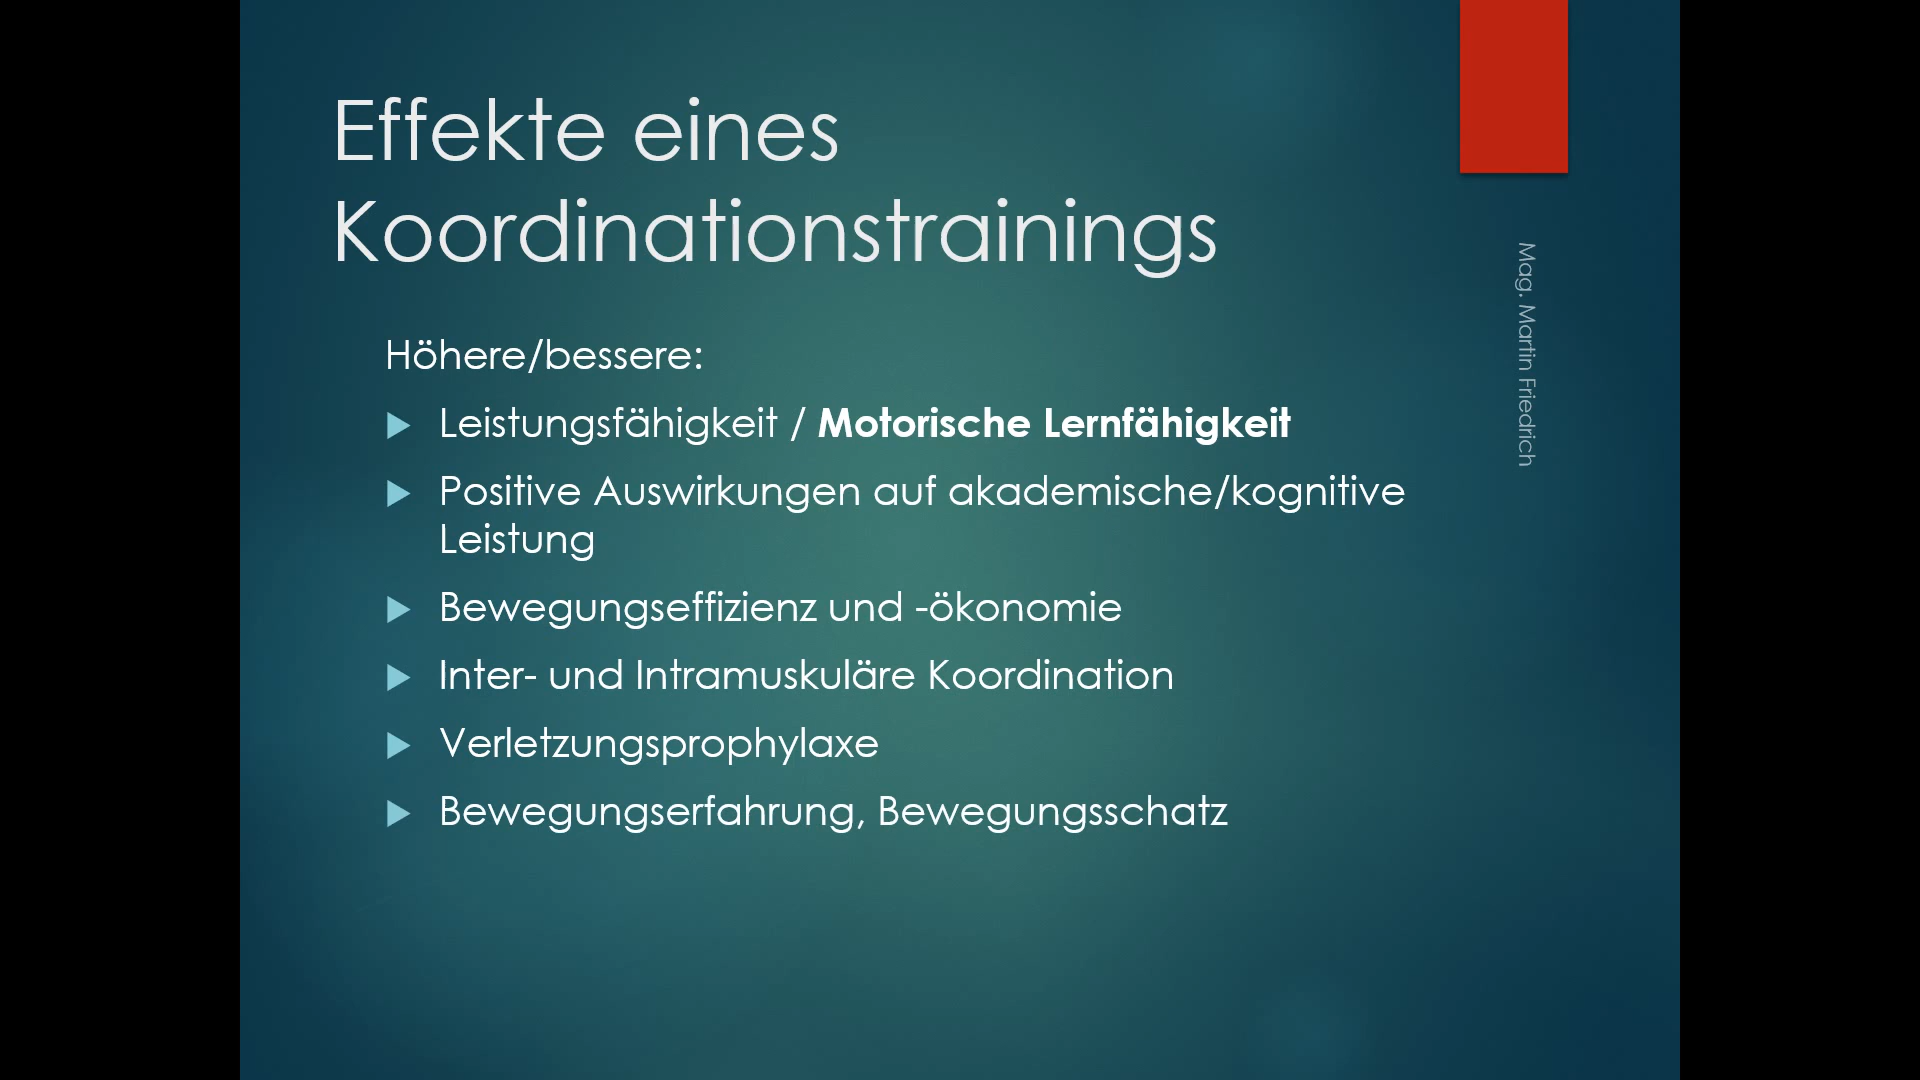 Effekte eines
Koordinationstrainings
Höhere/bessere:
Leistungsfähigkeit / Motorische Lernfähigkeit
Positive Auswirkungen auf akademische/kognitive
Leistung
Bewegungseffizienz und -ökonomie
Inter- und Intramuskuläre Koordination
Verletzungsprophylaxe
Bewegungserfahrung, Bewegungsschatz
Mag. Martin Friedrich